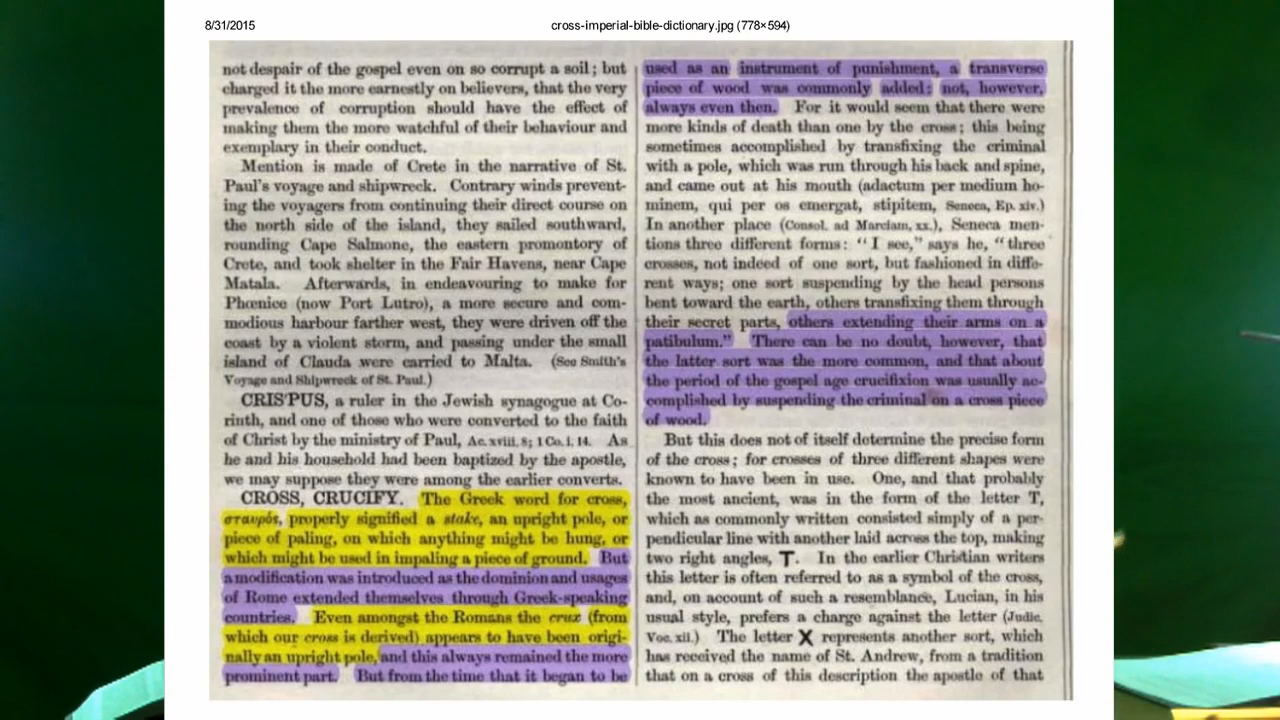 8/31/2015
cross-imperial-bible-dictionary.jpg (778×594)
not despair of the gospel even on so corrupt a soil; but
charged it the more earnestly on believers, that the very
prevalence of corruption should have the effect of
making them the more watchful of their behaviour and
exemplary in their conduct.
Mention is made of Crete in the narrative of St.
Paul's voyage and shipwreck. Contrary winds prevent-
ing the voyagers from continuing their direct course on
the north side of the island, they sailed southward,
rounding Cape Salmone, the eastern promontory of
Crete, and took shelter in the Fair Havens, near Cape
Matala. Afterwards, in endeavouring to make for
Phœnice (now Port Lutro), a more secure and com-
modious harbour farther west, they were driven off the
coast by a violent storm, and passing under the small
island of Clauda were carried to Malta. (See Smith's
Voyage and Shipwreck of St. Paul.)
CRIS'PUS, a ruler in the Jewish synagogue at Co-
rinth, and one of those who were converted to the faith
of Christ by the ministry of Paul, Ac. xviii. 8; 1 Co. i. 14. As
he and his household had been baptized by the apostle,
we may suppose they were among the earlier converts.
CROSS, CRUCIFY. The Greek word for cross,
σταυρός, properly signified a stake, an upright pole, or
piece of paling, on which anything might be hung, or
which might be used in impaling a piece of ground. But
a modification was introduced as the dominion and usages
of Rome extended themselves through Greek-speaking
countries. Even amongst the Romans the crux (from
which our cross is derived) appears to have been origi-
nally an upright pole, and this always remained the more
prominent part. But from the time that it began to be
used as an instrument of punishment, a transverse
piece of wood was commonly added: not, however,
always even then. For it would seem that there were
more kinds of death than one by the cross; this being
sometimes accomplished by transfixing the criminal
with a pole, which was run through his back and spine,
and came out at his mouth (adactum per medium ho-
minem, qui per os emergat, stipitem, Seneca, Ep. xiv.)
In another place (Consol. ad Marciam, xx.), Seneca men-
tions three different forms: "I see," says he, "three
crosses, not indeed of one sort, but fashioned in diffe-
rent ways; one sort suspending by the head persons
bent toward the earth, others transfixing them through
their secret parts, others extending their arms on a
patibulum." There can be no doubt, however, that
the latter sort was the more common, and that about
the period of the gospel age crucifixion was usually ac-
complished by suspending the criminal on a cross piece
of wood.
But this does not of itself determine the precise form
of the cross; for crosses of three different shapes were
known to have been in use. One, and that probably
the most ancient, was in the form of the letter T,
which as commonly written consisted simply of a per-
pendicular line with another laid across the top, making
two right angles, T. In the earlier Christian writers
this letter is often referred to as a symbol of the cross,
and, on account of such a resemblance, Lucian, in his
usual style, prefers a charge against the letter (Judic.
Voc. xii.) The letter X represents another sort, which
has received the name of St. Andrew, from a tradition
that on a cross of this description the apostle of that